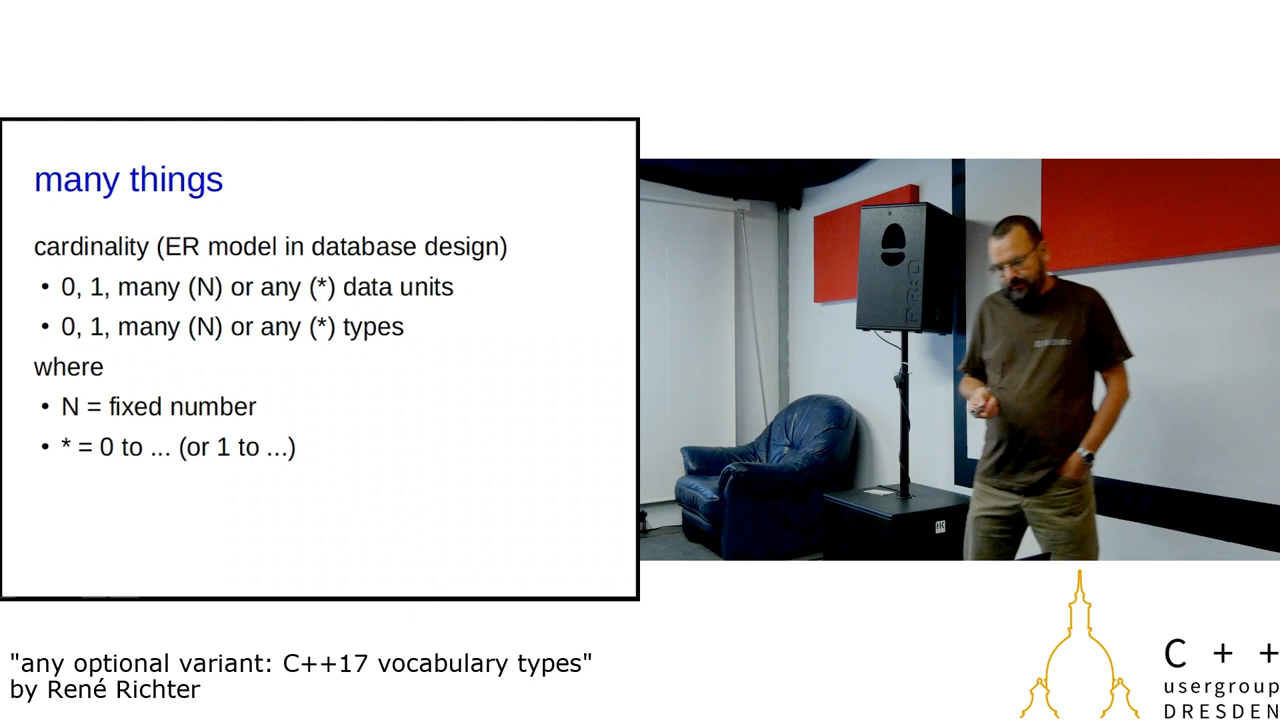 many things
cardinality (ER model in database design)
• 0, 1, many (N) or any (*) data units
• 0, 1, many (N) or any (*) types
where
• N = fixed number
• * = 0 to ... (or 1 to ...)
PR:O
HK
"any optional variant: C++17 vocabulary types"
by René Richter
C + +
usergroup
DRESDEN